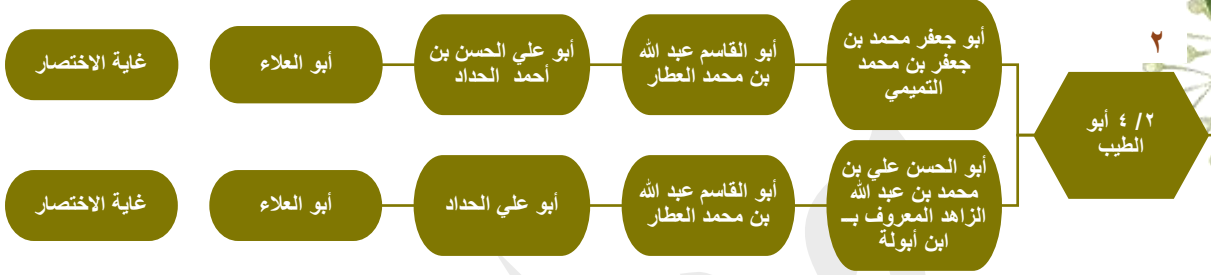 ٢
٤ /٢ أبو
الطيب
أبو جعفر محمد بن
جعفر بن محمد
التميمي
أبو القاسم عبد الله
بن محمد العطار
أبو علي الحسن بن
أحمد الحداد
أبو العلاء
غاية الاختصار
أبو الحسن علي بن
محمد بن عبد الله
الزاهد المعروف بـ
ابن أبولة
أبو القاسم عبد الله
بن محمد العطار
أبو علي الحداد
أبو العلاء
غاية الاختصار